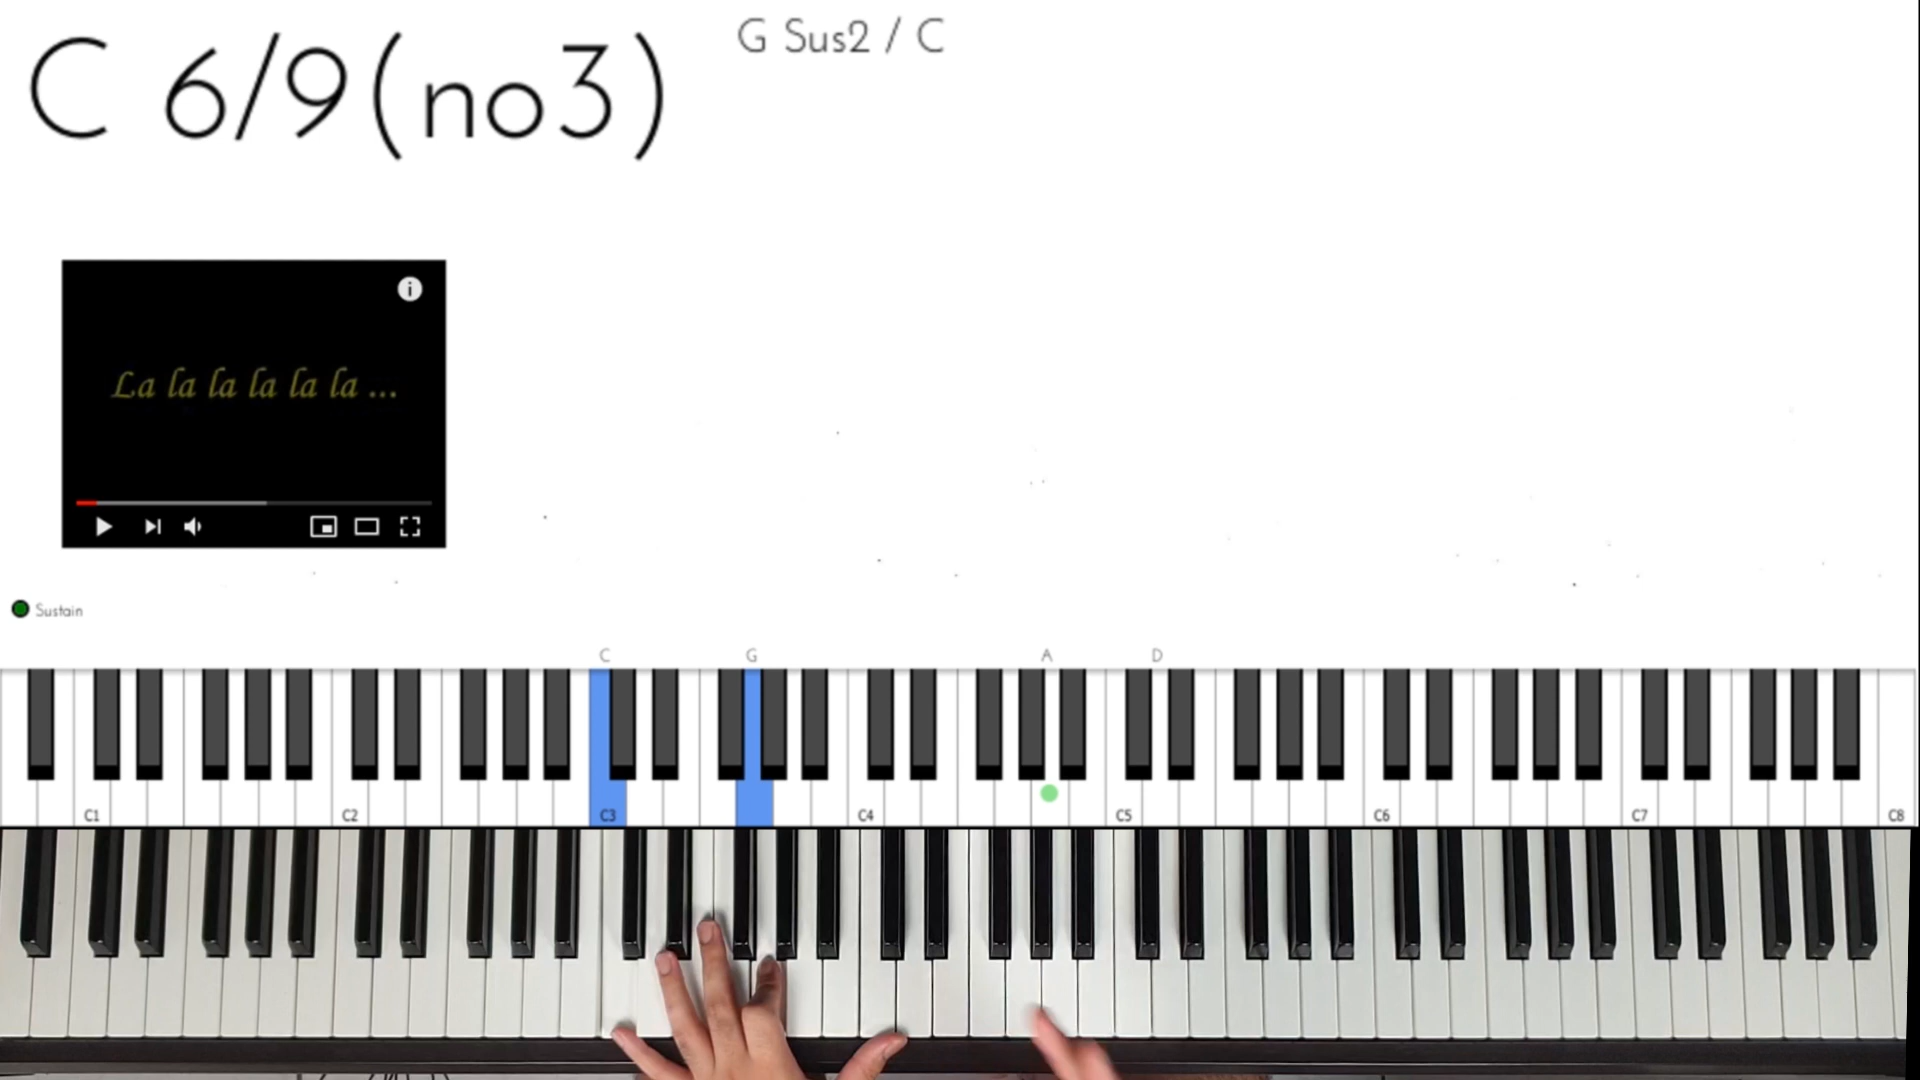 C 6/9(no3)
G Sus2 / C
i
La la la la la la ...
Sustain
C G A D
C1 C2 C3 C4 C5 C6 C7 C8